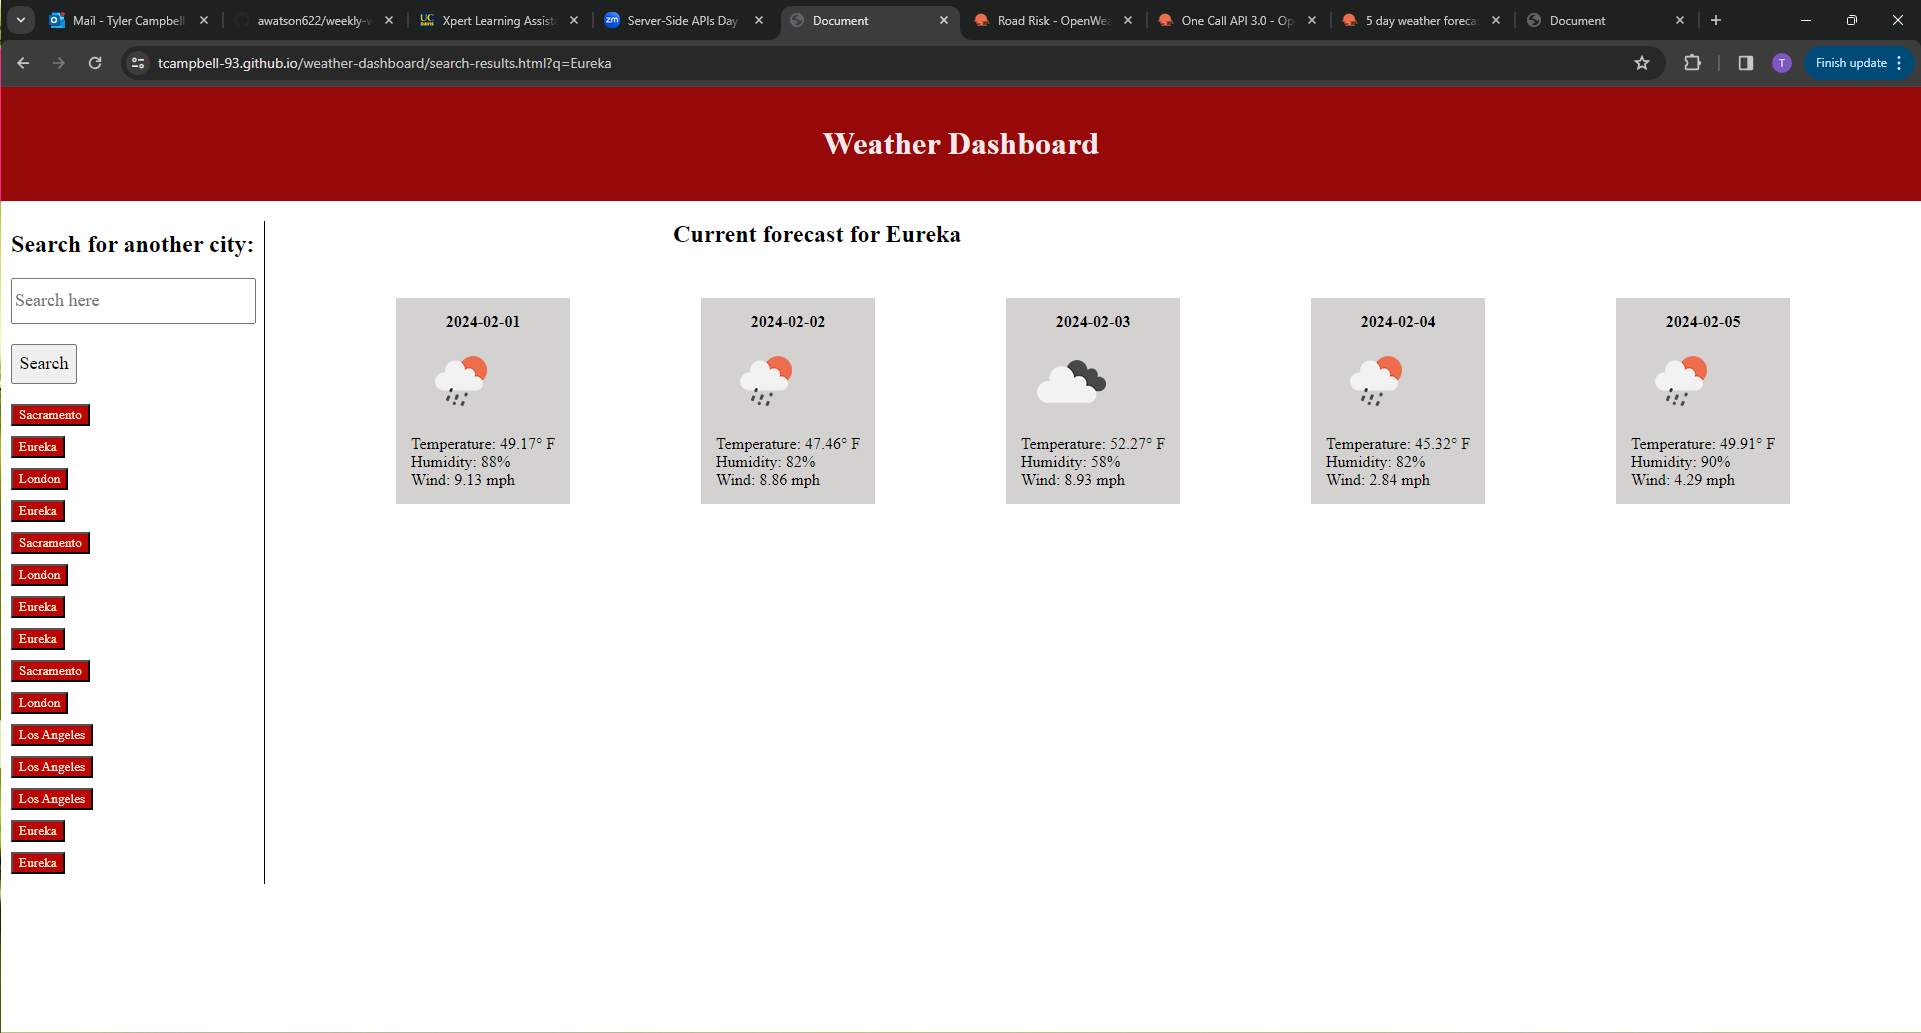 Mail - Tyler Campbell
awatson622/weekly-w
UC DAVIS
Xpert Learning Assist
zm
Server-Side APIs Day
Document
Road Risk - OpenWea
One Call API 3.0 - Op
5 day weather foreca
Document
tcampbell-93.github.io/weather-dashboard/search-results.html?q=Eureka
T
Finish update
Weather Dashboard
Search for another city:
Search here
Search
Sacramento
Eureka
London
Eureka
Sacramento
London
Eureka
Eureka
Sacramento
London
Los Angeles
Los Angeles
Los Angeles
Eureka
Eureka
Current forecast for Eureka
2024-02-01
Temperature: 49.17° F
Humidity: 88%
Wind: 9.13 mph
2024-02-02
Temperature: 47.46° F
Humidity: 82%
Wind: 8.86 mph
2024-02-03
Temperature: 52.27° F
Humidity: 58%
Wind: 8.93 mph
2024-02-04
Temperature: 45.32° F
Humidity: 82%
Wind: 2.84 mph
2024-02-05
Temperature: 49.91° F
Humidity: 90%
Wind: 4.29 mph